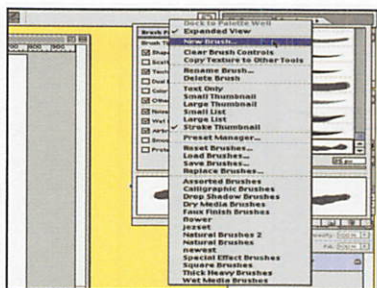 Dock to Palette Well
Expanded View
New Brush...
Clear Brush Controls
Copy Texture to Other Tools
Rename Brush...
Delete Brush
Text Only
Small Thumbnail
Large Thumbnail
Small List
Large List
Stroke Thumbnail
Preset Manager...
Reset Brushes...
Load Brushes...
Save Brushes...
Replace Brushes...
Assorted Brushes
Calligraphic Brushes
Drop Shadow Brushes
Dry Media Brushes
Faux Finish Brushes
flower
jezset
Natural Brushes 2
Natural Brushes
newest
Special Effect Brushes
Square Brushes
Thick Heavy Brushes
Wet Media Brushes